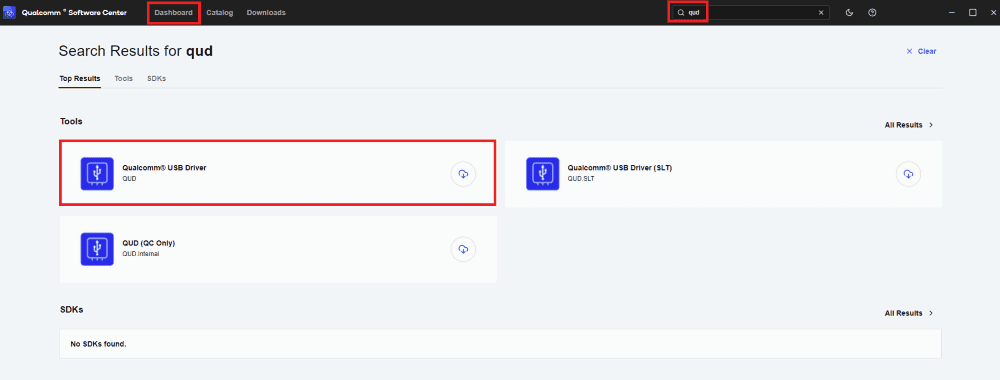 Qualcomm® Software Center
Dashboard
Catalog
Downloads
qud
Search Results for qud
Clear
Top Results
Tools
SDKs
Tools
All Results
Qualcomm® USB Driver
QUD
Qualcomm® USB Driver (SLT)
QUD.SLT
QUD (QC Only)
QUD.Internal
SDKs
All Results
No SDKs found.